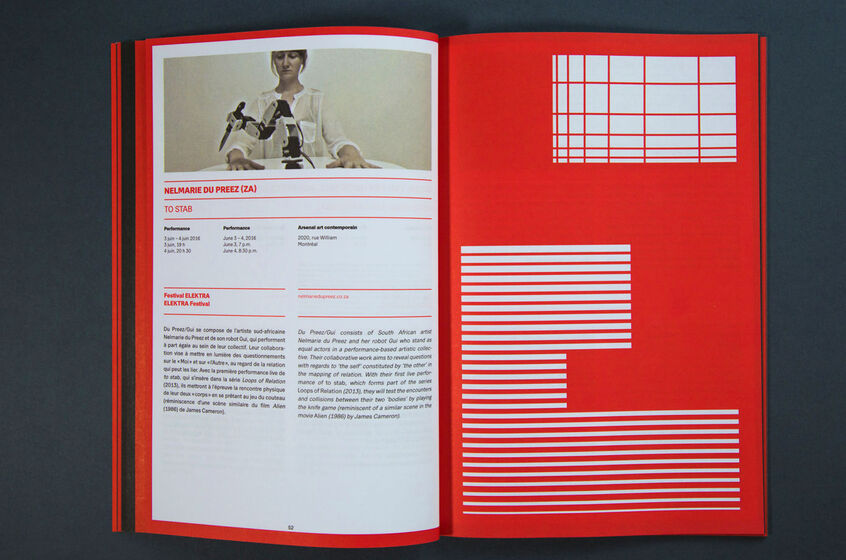 NELMARIE DU PREEZ (ZA)
TO STAB
Performance
3 juin – 4 juin 2016
3 juin, 19 h
4 juin, 20 h 30
Performance
June 3 – 4, 2016
June 3, 7 p.m.
June 4, 8:30 p.m.
Arsenal art contemporain
2020, rue William
Montréal
Festival ELEKTRA
ELEKTRA Festival
nelmariedupreez.co.za
Du Preez/Gui se compose de l'artiste sud-africaine
Nelmarie Du Preez et de son robot Gui, qui performent
à part égale au sein de leur collectif. Leur collabora-
tion vise à mettre en lumière des questionnements
sur le « Moi » et sur « l'Autre », au regard de la relation
qui peut les lier. Avec la première performance live de
to stab, qui s'insère dans la série Loops of Relation
(2013), ils mettront à l'épreuve la rencontre physique
de leur deux « corps » en se prêtant au jeu du couteau
(réminiscence d'une scène similaire du film Alien
(1986) de James Cameron).
Du Preez/Gui consists of South African artist
Nelmarie du Preez and her robot Gui who stand as
equal actors in a performance-based artistic collec-
tive. Their collaborative work aims to reveal questions
with regards to 'the self' constituted by 'the other' in
the mapping of relation. With their first live perfor-
mance of to stab, which forms part of the series
Loops of Relation (2013), they will test the encounters
and collisions between their two 'bodies' by playing
the knife game (reminiscent of a similar scene in the
movie Alien (1986) by James Cameron).
52